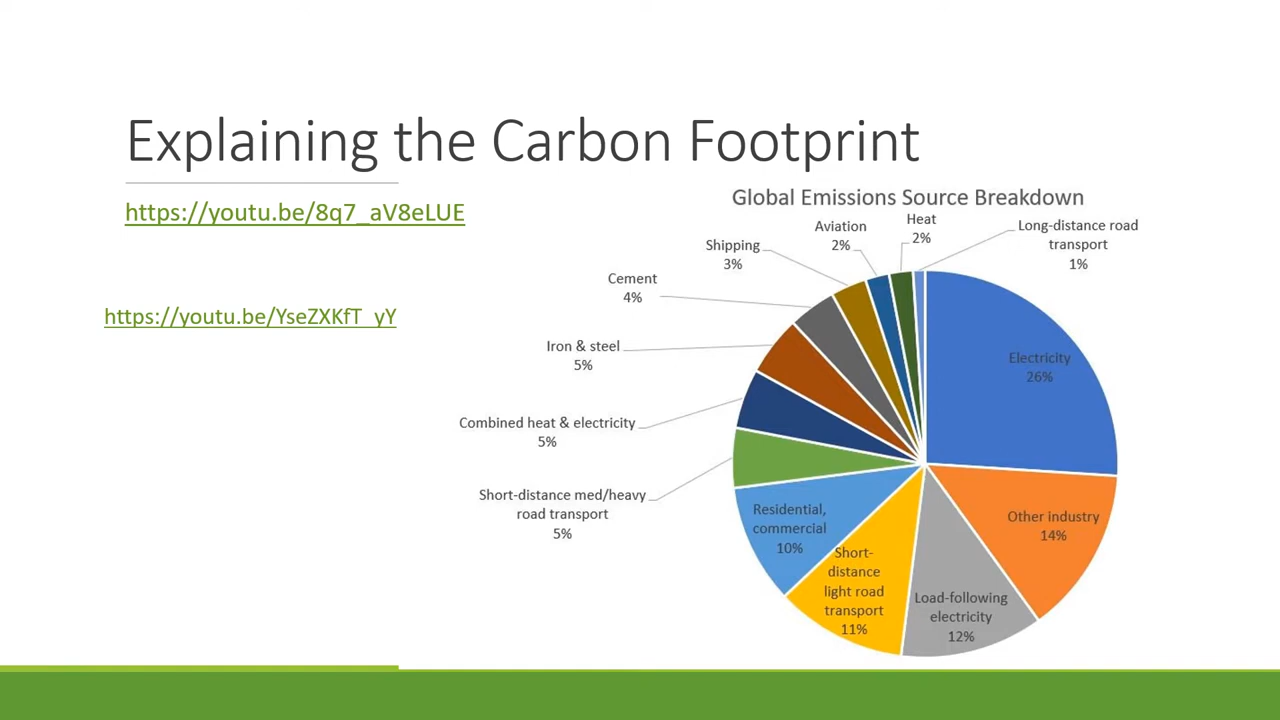 Explaining the Carbon Footprint
https://youtu.be/8q7_aV8eLUE
https://youtu.be/YseZXKfT_yY
Global Emissions Source Breakdown
Heat
2%
Long-distance road
transport
1%
Aviation
2%
Shipping
3%
Cement
4%
Iron & steel
5%
Combined heat & electricity
5%
Short-distance med/heavy
road transport
5%
Residential,
commercial
10%
Short-
distance
light road
transport
11%
Load-following
electricity
12%
Other industry
14%
Electricity
26%